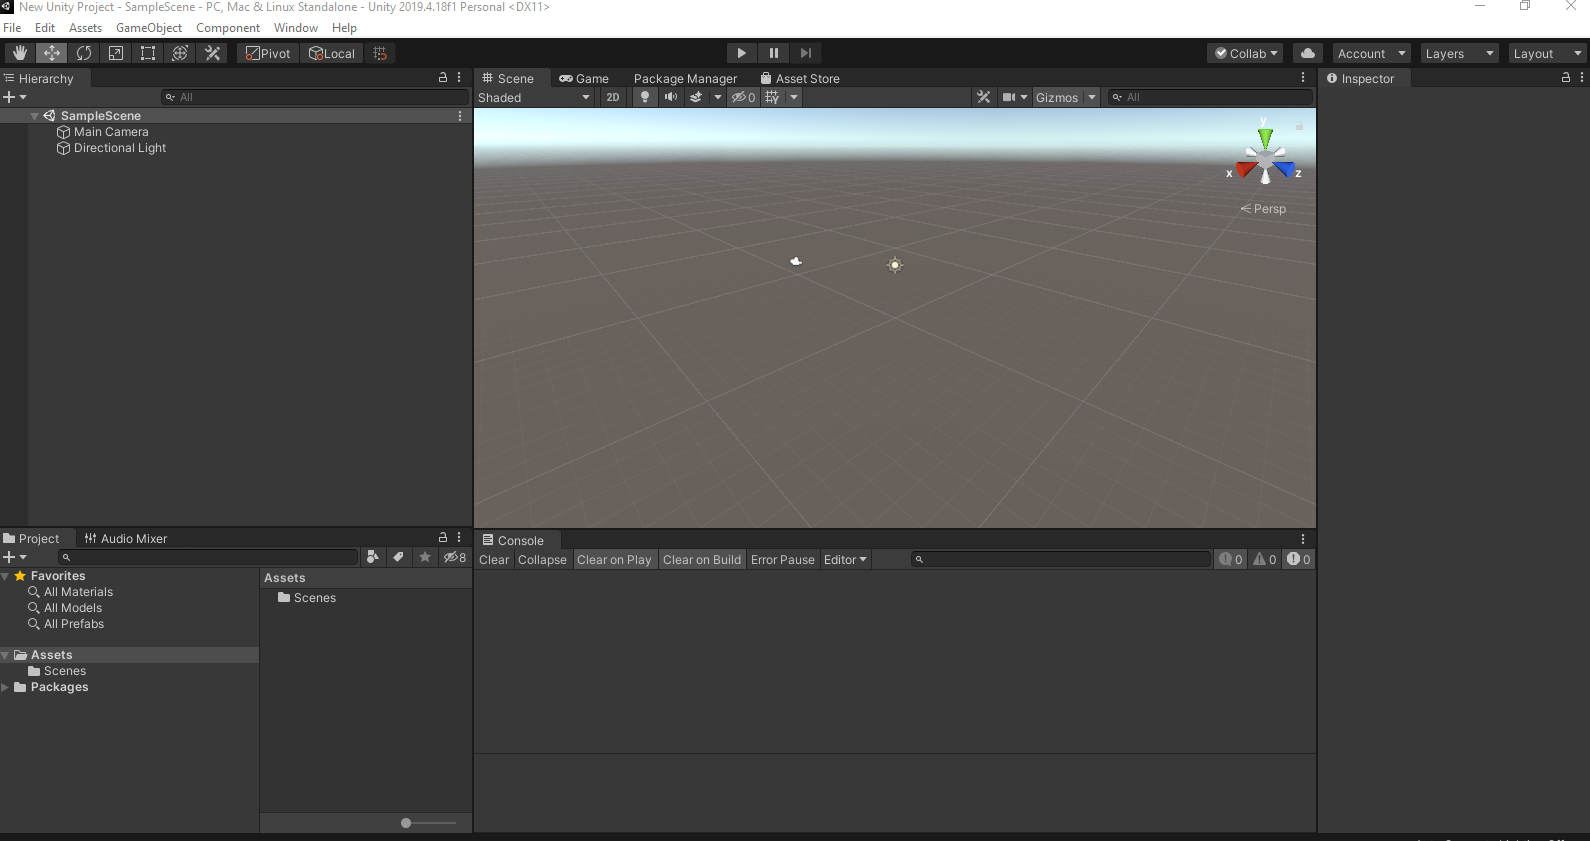 New Unity Project - SampleScene - PC, Mac & Linux Standalone - Unity 2019.4.18f1 Personal <DX11>
File Edit Assets GameObject Component Window Help
Pivot Local Collab Account Layers Layout
Hierarchy
All
SampleScene
Main Camera
Directional Light
Scene Game Package Manager Asset Store
Shaded 2D 0 Gizmos All
y
x z
Persp
Inspector
Project Audio Mixer
8
Favorites
All Materials
All Models
All Prefabs
Assets
Scenes
Packages
Assets
Scenes
Console
Clear Collapse Clear on Play Clear on Build Error Pause Editor 0 0 0